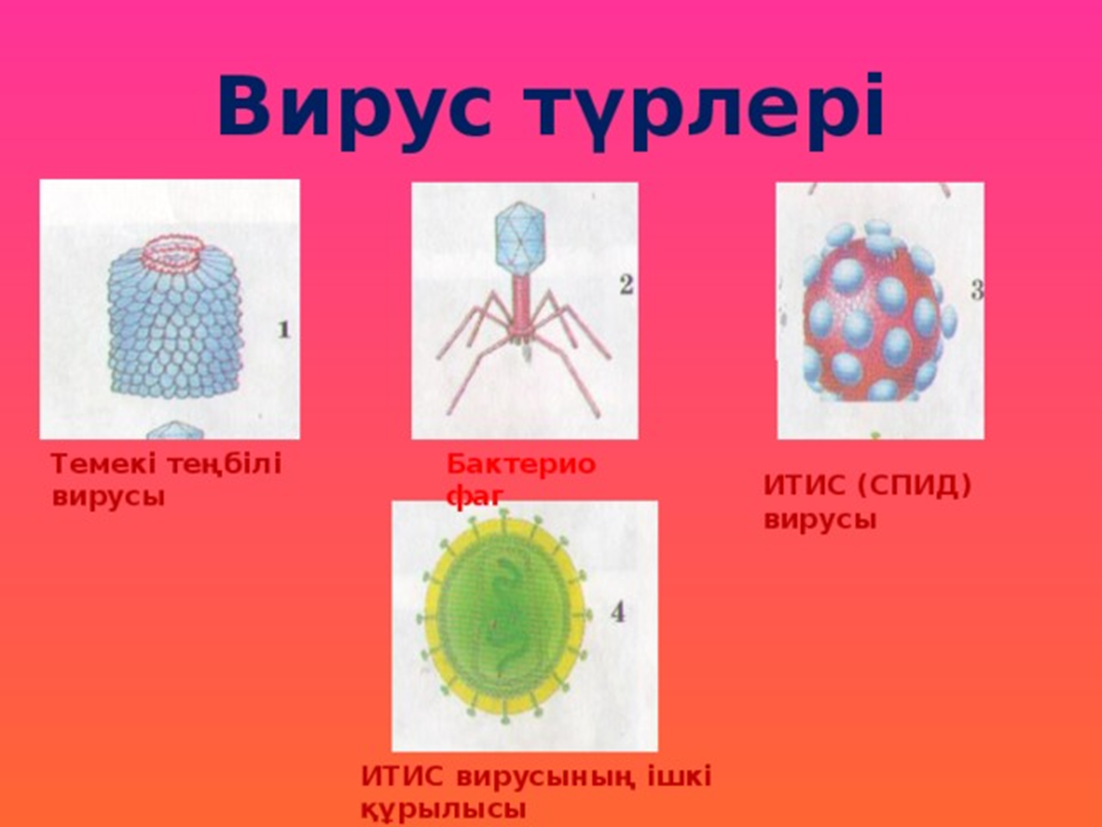 Вирус түрлері
1
2
3
Темекі теңбілі
вирусы
Бактерио
фаг
ИТИС (СПИД)
вирусы
4
ИТИС вирусының ішкі
құрылысы